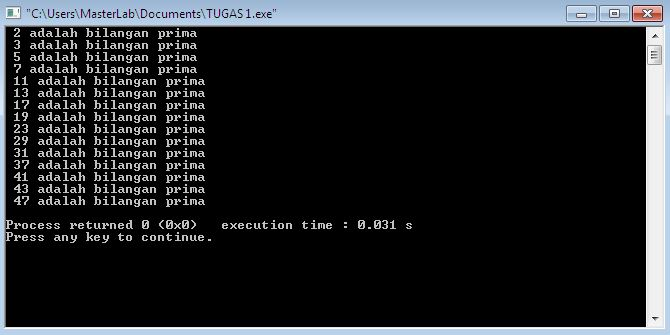 "C:\Users\MasterLab\Documents\TUGAS 1.exe"
2 adalah bilangan prima
3 adalah bilangan prima
5 adalah bilangan prima
7 adalah bilangan prima
11 adalah bilangan prima
13 adalah bilangan prima
17 adalah bilangan prima
19 adalah bilangan prima
23 adalah bilangan prima
29 adalah bilangan prima
31 adalah bilangan prima
37 adalah bilangan prima
41 adalah bilangan prima
43 adalah bilangan prima
47 adalah bilangan prima
Process returned 0 (0x0)   execution time : 0.031 s
Press any key to continue.